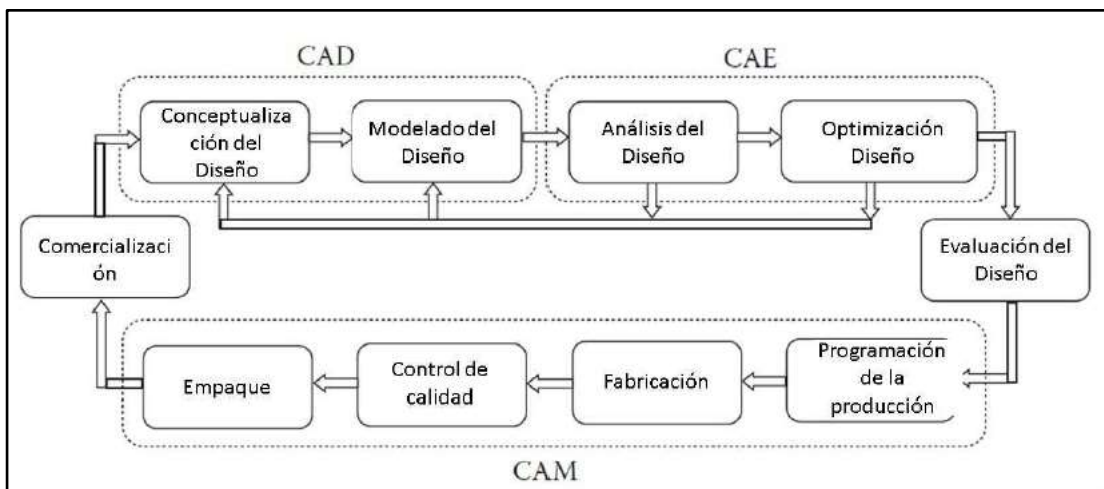 CAD
CAE
Conceptualiza
ción del
Diseño
Modelado del
Diseño
Análisis del
Diseño
Optimización
Diseño
Comercializaci
ón
Evaluación del
Diseño
Empaque
Control de
calidad
Fabricación
Programación
de la
producción
CAM